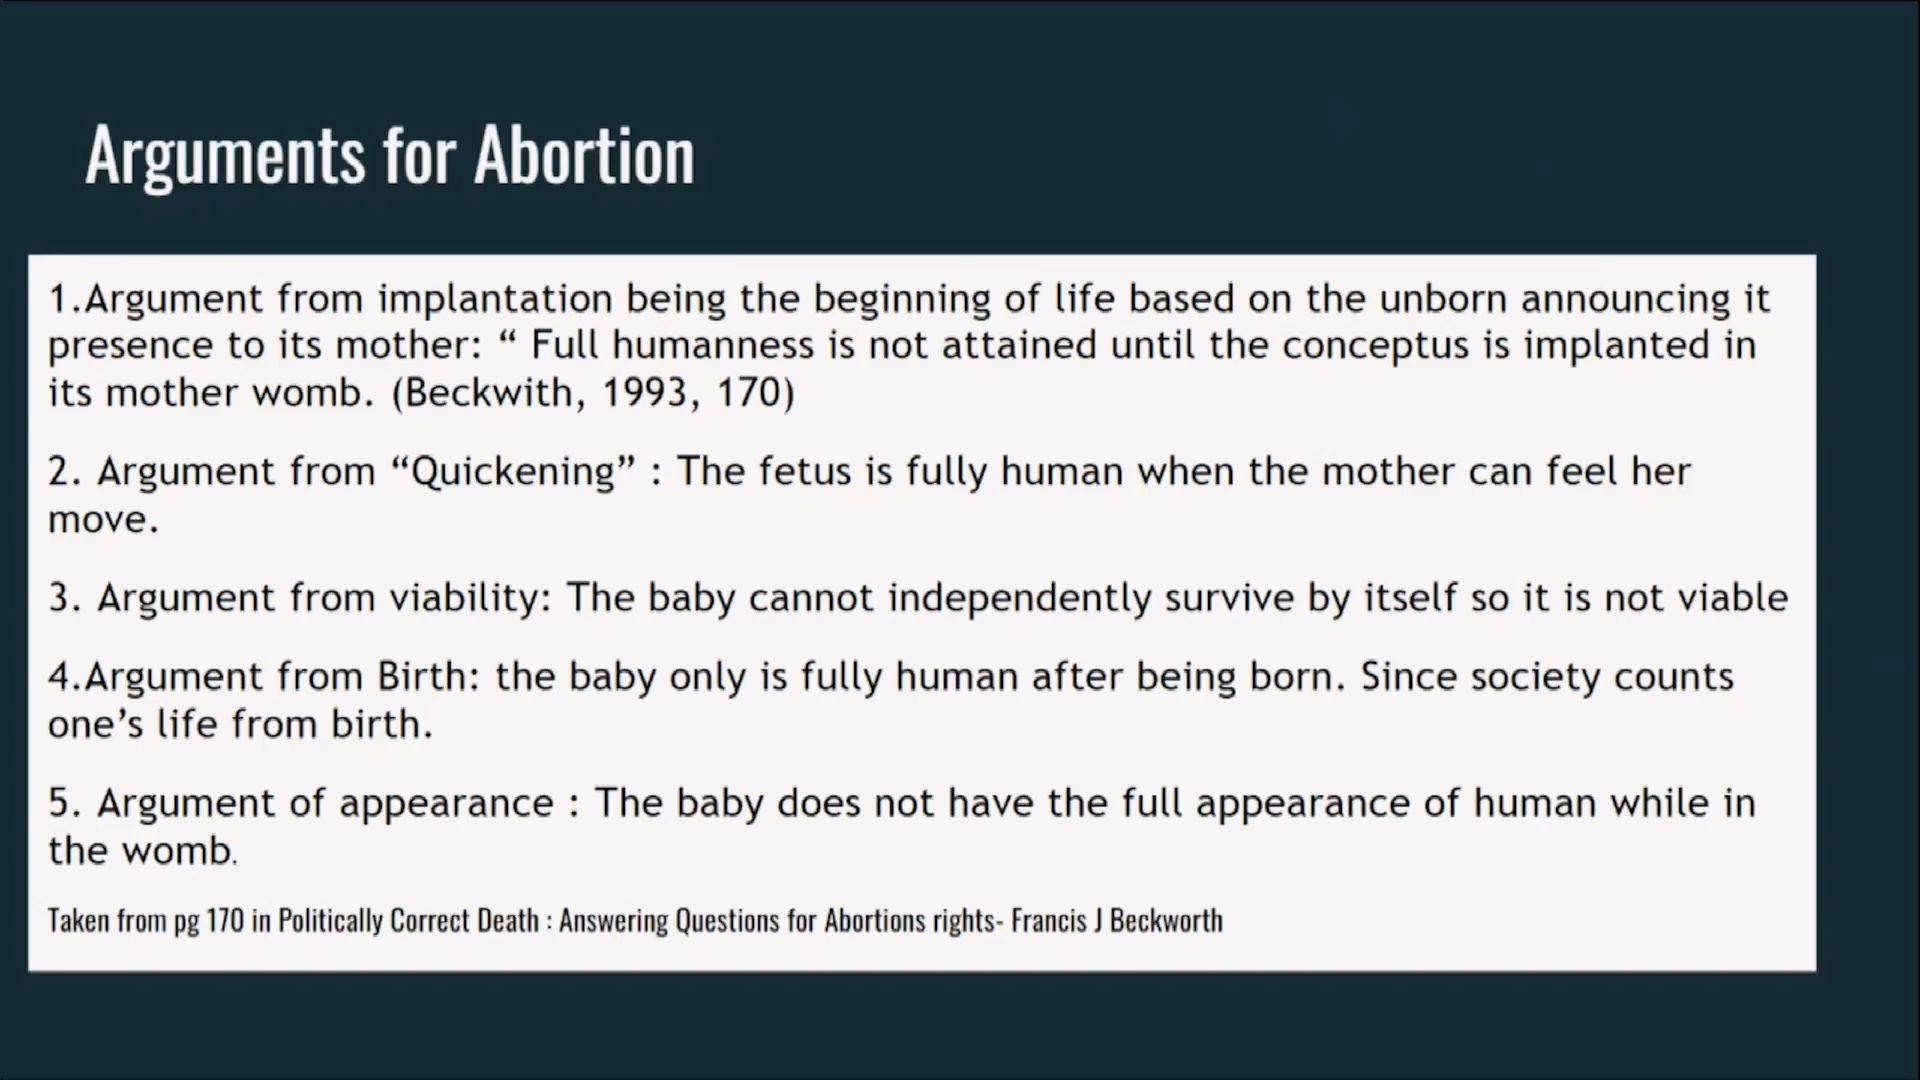 Arguments for Abortion
1.Argument from implantation being the beginning of life based on the unborn announcing it
presence to its mother: “ Full humanness is not attained until the conceptus is implanted in
its mother womb. (Beckwith, 1993, 170)
2. Argument from “Quickening” : The fetus is fully human when the mother can feel her
move.
3. Argument from viability: The baby cannot independently survive by itself so it is not viable
4.Argument from Birth: the baby only is fully human after being born. Since society counts
one’s life from birth.
5. Argument of appearance : The baby does not have the full appearance of human while in
the womb.
Taken from pg 170 in Politically Correct Death : Answering Questions for Abortions rights- Francis J Beckworth